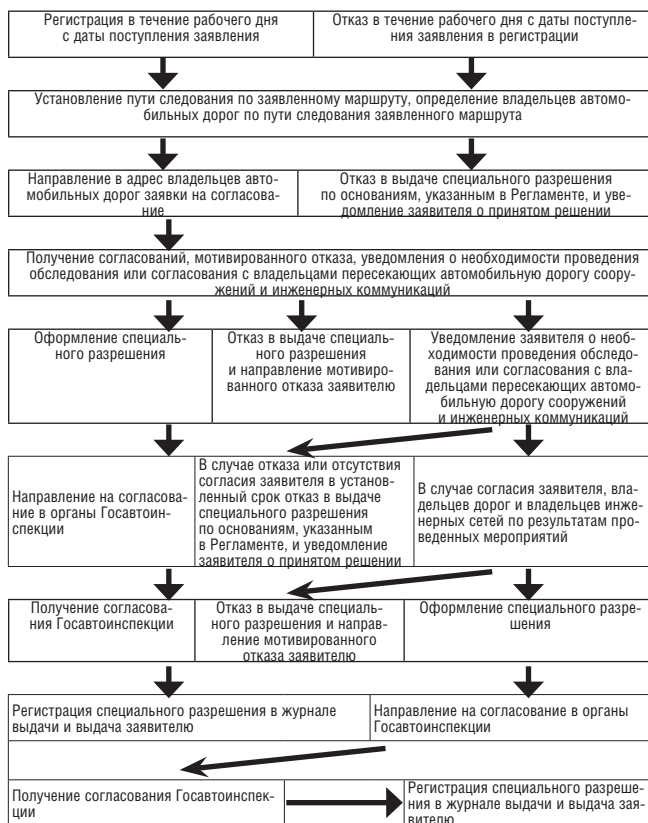 Регистрация в течение рабочего дня
с даты поступления заявления
Отказ в течение рабочего дня с даты поступле-
ния заявления в регистрации
Установление пути следования по заявленному маршруту, определение владельцев автомо-
бильных дорог по пути следования заявленного маршрута
Направление в адрес владельцев авто-
мобильных дорог заявки на согласова-
ние
Отказ в выдаче специального разрешения
по основаниям, указанным в Регламенте, и уве-
домление заявителя о принятом решении
Получение согласований, мотивированного отказа, уведомления о необходимости проведения
обследования или согласования с владельцами пересекающих автомобильную дорогу соору-
жений и инженерных коммуникаций
Оформление специаль-
ного разрешения
Отказ в выдаче специаль-
ного разрешения
и направление мотивиро-
ванного отказа заявителю
Уведомление заявителя о необ-
ходимости проведения обследо-
вания или согласования с вла-
дельцами пересекающих автомо-
бильную дорогу сооружений
и инженерных коммуникаций
Направление на согласова-
ние в органы Госавтоин-
спекции
В случае отказа или отсутствия
согласия заявителя в установ-
ленный срок отказ в выдаче
специального разрешения
по основаниям, указанным
в Регламенте, и уведомление
заявителя о принятом решении
В случае согласия заявителя, вла-
дельцев дорог и владельцев инже-
нерных сетей по результатам про-
веденных мероприятий
Получение согласова-
ния Госавтоинспекции
Отказ в выдаче специаль-
ного разрешения и направ-
ление мотивированного
отказа заявителю
Оформление специального разре-
шения
Регистрация специального разрешения в журнале
выдачи и выдача заявителю
Направление на согласование в органы
Госавтоинспекции
Получение согласования Госавтоинспек-
ции
Регистрация специального разреше-
ния в журнале выдачи и выдача зая-
вителю